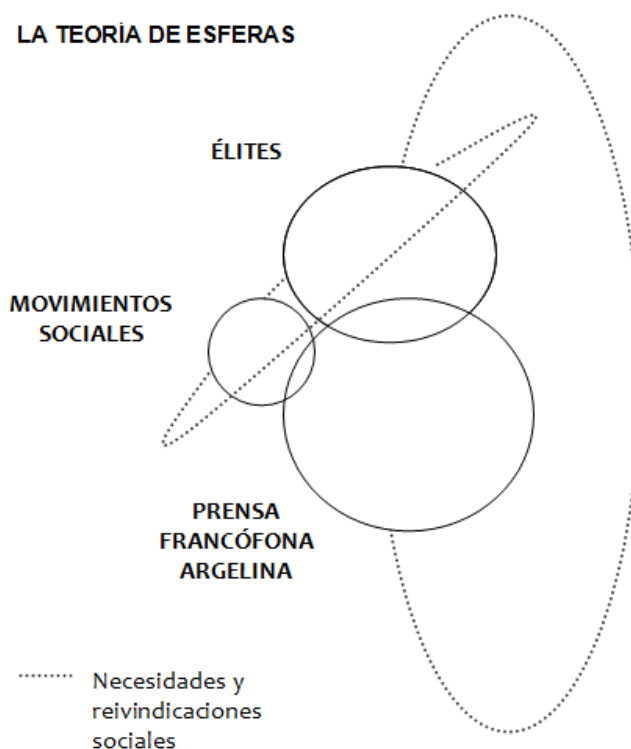 LA TEORÍA DE ESFERAS
ÉLITES
MOVIMIENTOS
SOCIALES
PRENSA
FRANCÓFONA
ARGELINA
Necesidades y
reivindicaciones
sociales